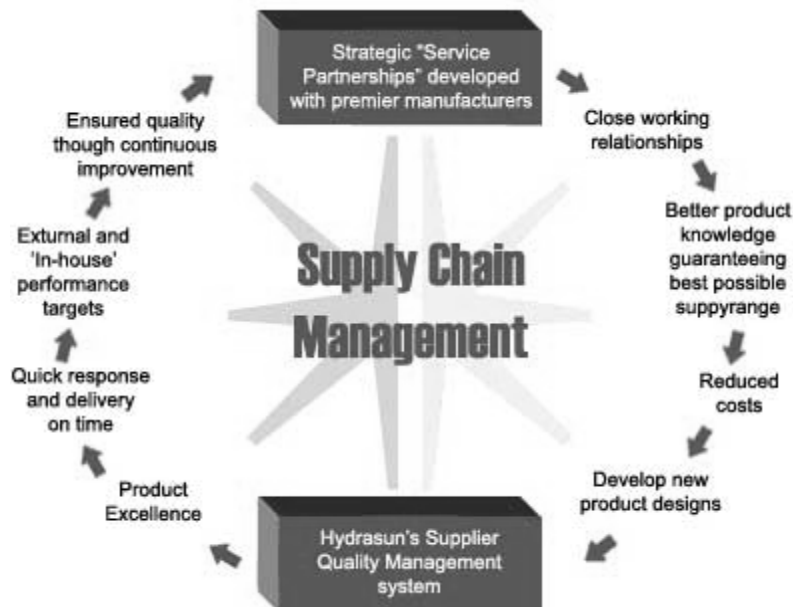 Strategic "Service
Partnerships" developed
with premier manufacturers
Close working
relationships
Better product
knowledge
guaranteeing
best possible
suppyrange
Reduced
costs
Develop new
product designs
Hydrasun's Supplier
Quality Management
system
Product
Excellence
Quick response
and delivery
on time
Exturnal and
'In-house'
performance
targets
Ensured quality
though continuous
improvement
Supply Chain
Management